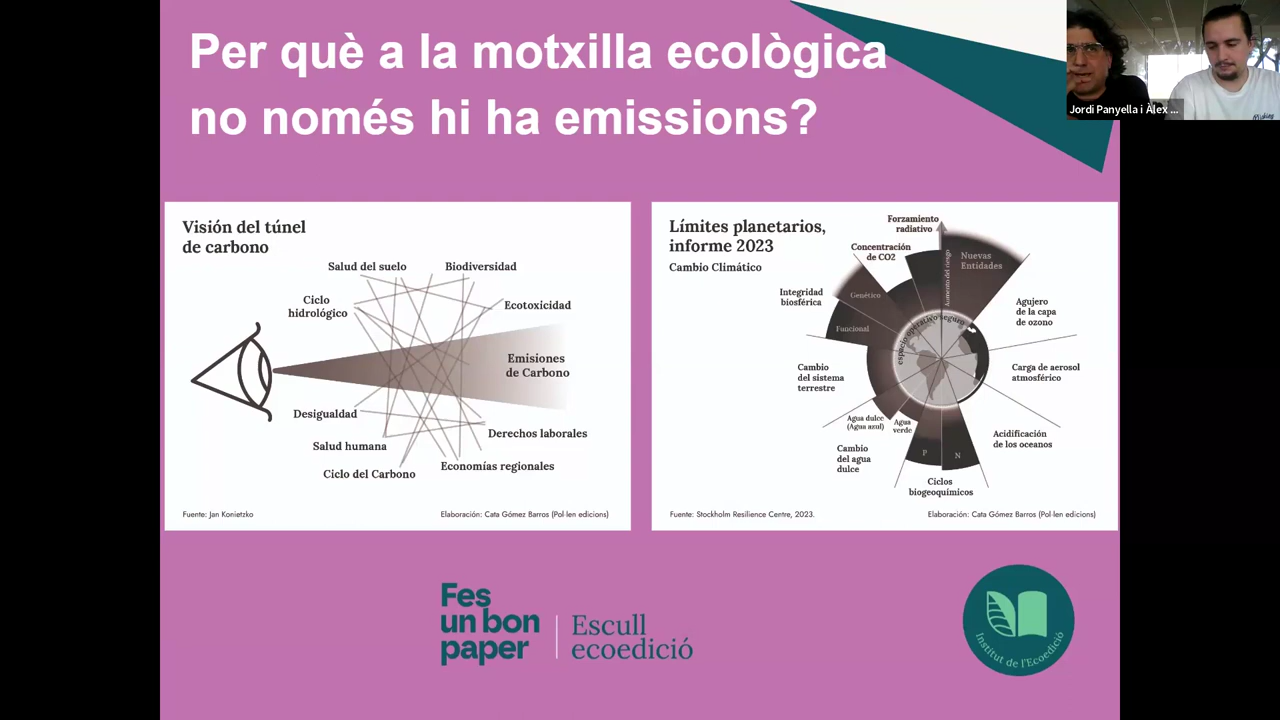 Per què a la motxilla ecològica
no només hi ha emissions?
Jordi Panyella i Àlex ...
Visión del túnel
de carbono
Salud del suelo
Biodiversidad
Ciclo
hidrológico
Ecotoxicidad
Emisiones
de Carbono
Desigualdad
Derechos laborales
Salud humana
Economías regionales
Ciclo del Carbono
Fuente: Jan Konietzko
Elaboración: Cata Gómez Barros (Pol·len edicions)
Límites planetarios,
informe 2023
Cambio Climático
Forzamiento
radiativo
Concentración
de CO2
Aumento del riesgo
Nuevas
Entidades
Integridad
biosférica
Genético
Funcional
espacio operativo seguro
Agujero
de la capa
de ozono
Cambio
del sistema
terrestre
Carga de aerosol
atmosférico
Agua dulce
(Agua azul)
Agua
verde
Cambio
del agua
dulce
P
N
Acidificación
de los oceanos
Ciclos
biogeoquímicos
Fuente: Stockholm Resilience Centre, 2023.
Elaboración: Cata Gómez Barros (Pol·len edicions)
Fes
un bon
paper
Escull
ecoedició
Institut de l'Ecoedició